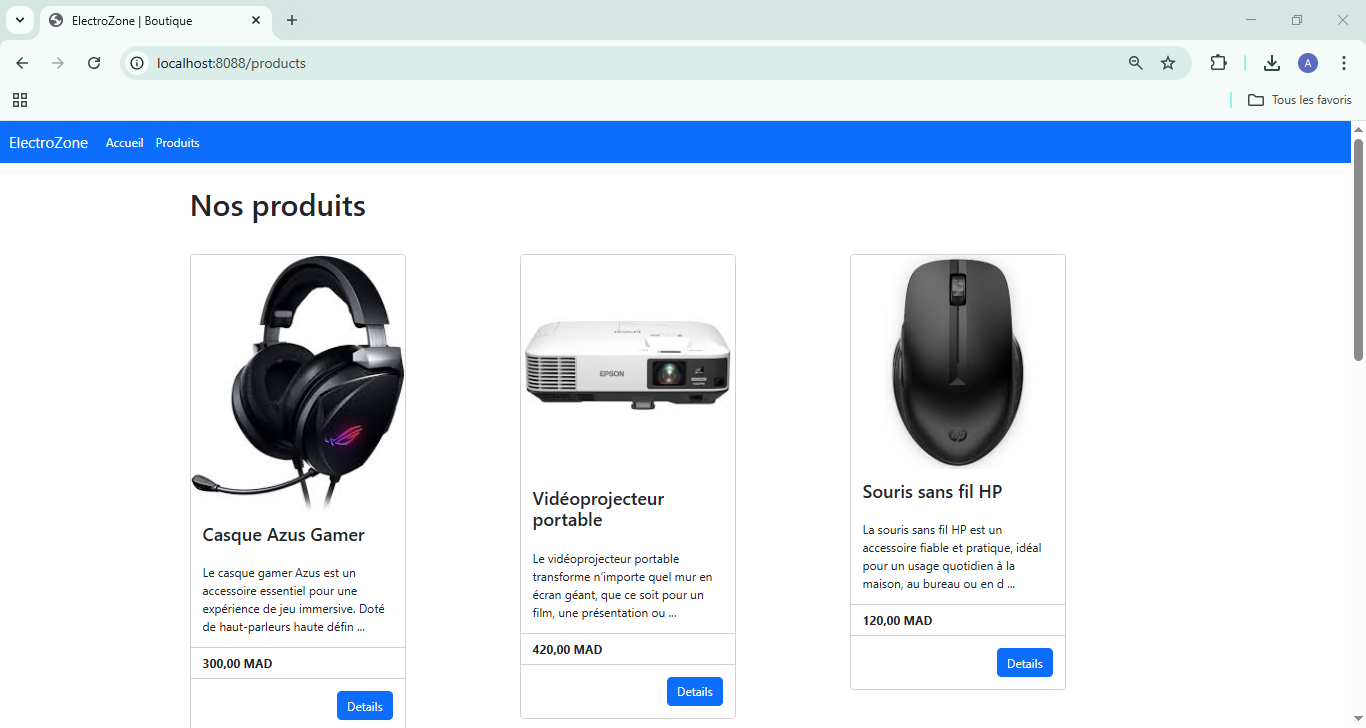 ElectroZone | Boutique
localhost:8088/products
A
Tous les favoris
ElectroZone Accueil Produits
Nos produits
Casque Azus Gamer
Le casque gamer Azus est un
accessoire essentiel pour une
expérience de jeu immersive. Doté
de haut-parleurs haute défin ...
300,00 MAD
Details
EPSON
EPSON
Vidéoprojecteur
portable
Le vidéoprojecteur portable
transforme n'importe quel mur en
écran géant, que ce soit pour un
film, une présentation ou ...
420,00 MAD
Details
hp
Souris sans fil HP
La souris sans fil HP est un
accessoire fiable et pratique, idéal
pour un usage quotidien à la
maison, au bureau ou en d ...
120,00 MAD
Details